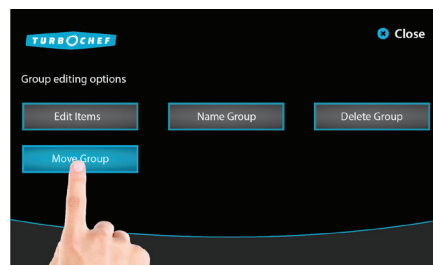 TURBOCHEF
Close
Group editing options
Edit Items
Name Group
Delete Group
Move Group